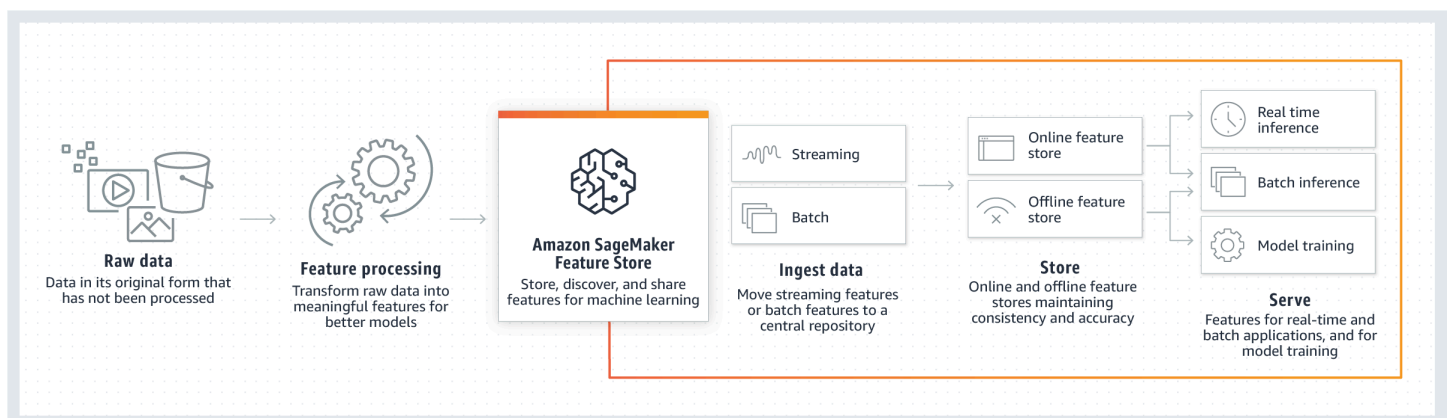 Raw data
Data in its original form that
has not been processed
Feature processing
Transform raw data into
meaningful features for
better models
Amazon SageMaker
Feature Store
Store, discover, and share
features for machine learning
Streaming
Batch
Ingest data
Move streaming features
or batch features to a
central repository
Online feature
store
Offline feature
store
Store
Online and offline feature
stores maintaining
consistency and accuracy
Real time
inference
Batch inference
Model training
Serve
Features for real-time and
batch applications, and for
model training